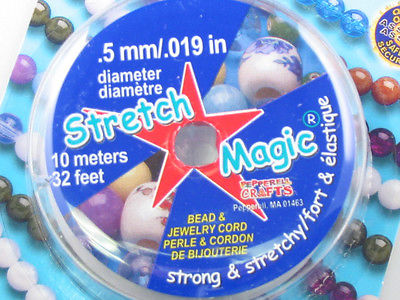 .5 mm/.019 in
diameter
diamètre
Stretch
Magic®
10 meters
32 feet
PEPPERELL
CRAFTS
Pepperell, MA 01463
BEAD &
JEWELRY CORD
PERLE & CORDON
DE BIJOUTERIE
strong & stretchy/fort & élastique